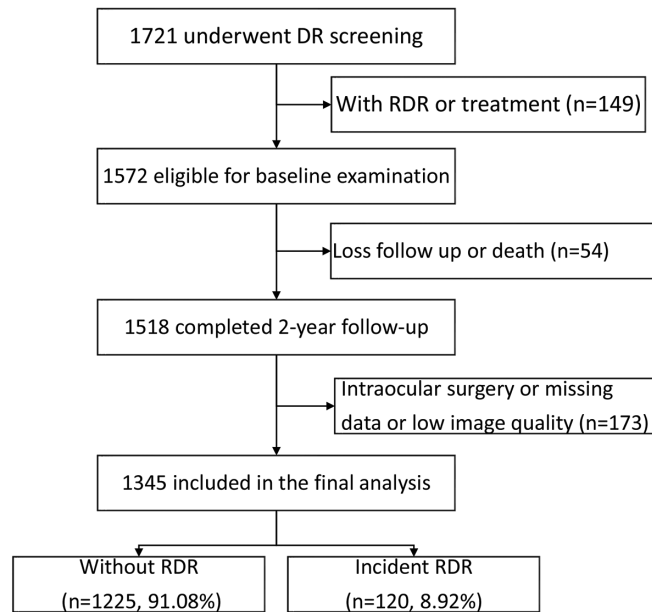 1721 underwent DR screening
With RDR or treatment (n=149)
1572 eligible for baseline examination
Loss follow up or death (n=54)
1518 completed 2-year follow-up
Intraocular surgery or missing
data or low image quality (n=173)
1345 included in the final analysis
Without RDR
(n=1225, 91.08%)
Incident RDR
(n=120, 8.92%)